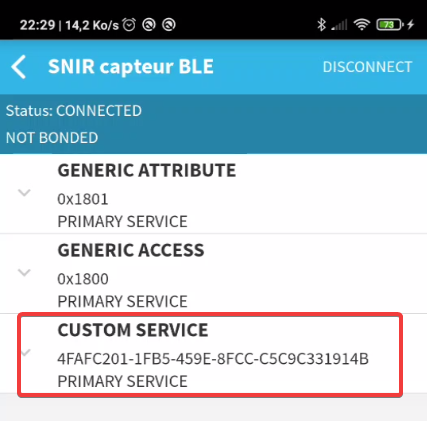 22:29 | 14,2 Ko/s 73
SNIR capteur BLE DISCONNECT
Status: CONNECTED
NOT BONDED
GENERIC ATTRIBUTE
0x1801
PRIMARY SERVICE
GENERIC ACCESS
0x1800
PRIMARY SERVICE
CUSTOM SERVICE
4FAFC201-1FB5-459E-8FCC-C5C9C331914B
PRIMARY SERVICE